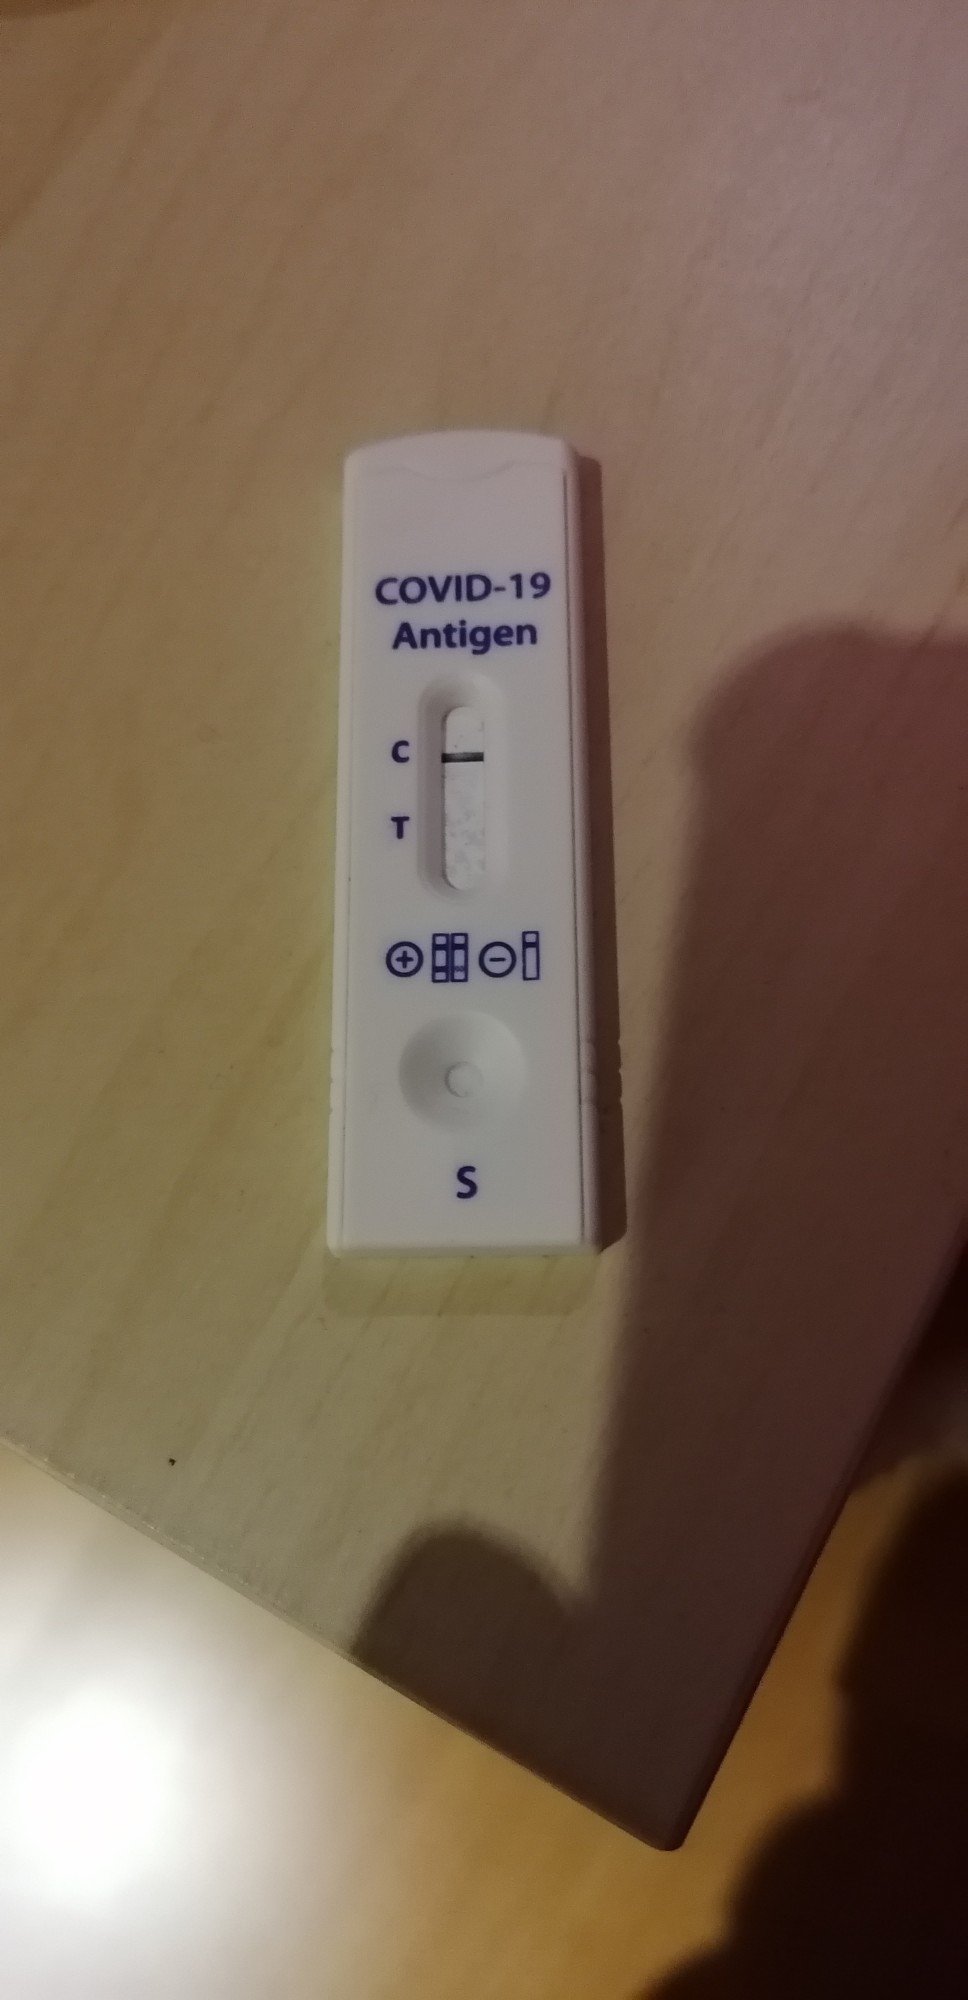 COVID-19
Antigen
C
T
+ −
S